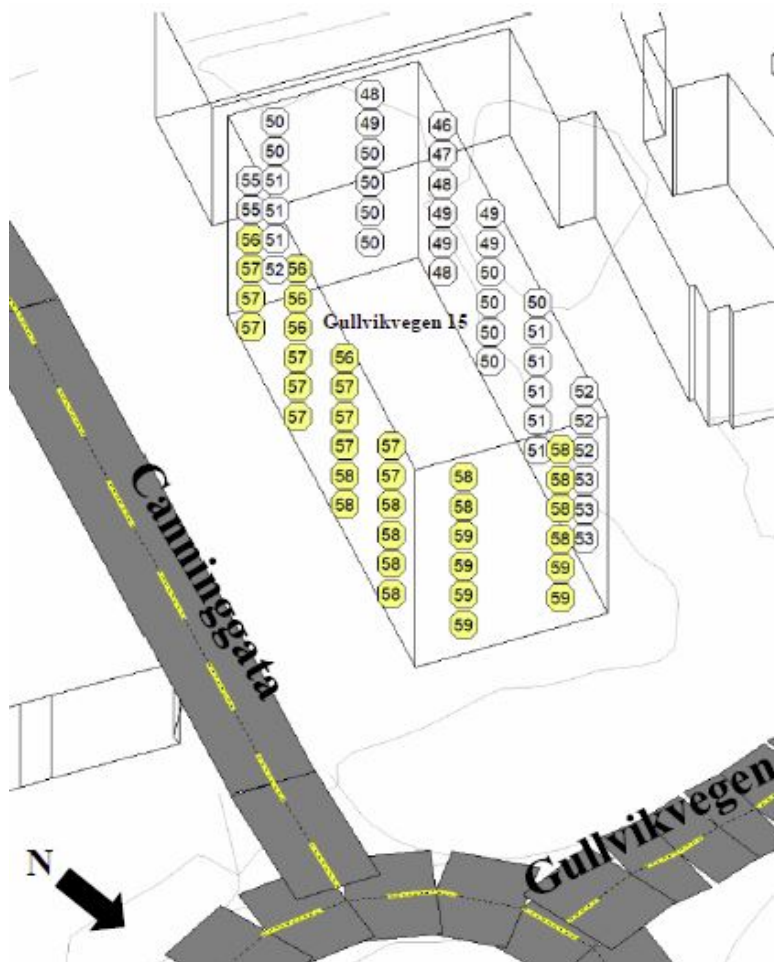 48 49 50 50 50 50
50 50 51 51 51 52
46 47 48 49 49 48
55 55 56 57 57 57
49 49 50 50 50 50
56 56 56 57 57 57
50 51 51 51 51 51
Gullvikvegen 15
56 57 57 57 58 58
52 52 52 53 53 53
57 57 58 58 58 58
58 58 58 58 59 59
58 58 59 59 59 59
Canninggata
Gullvikvegen
N